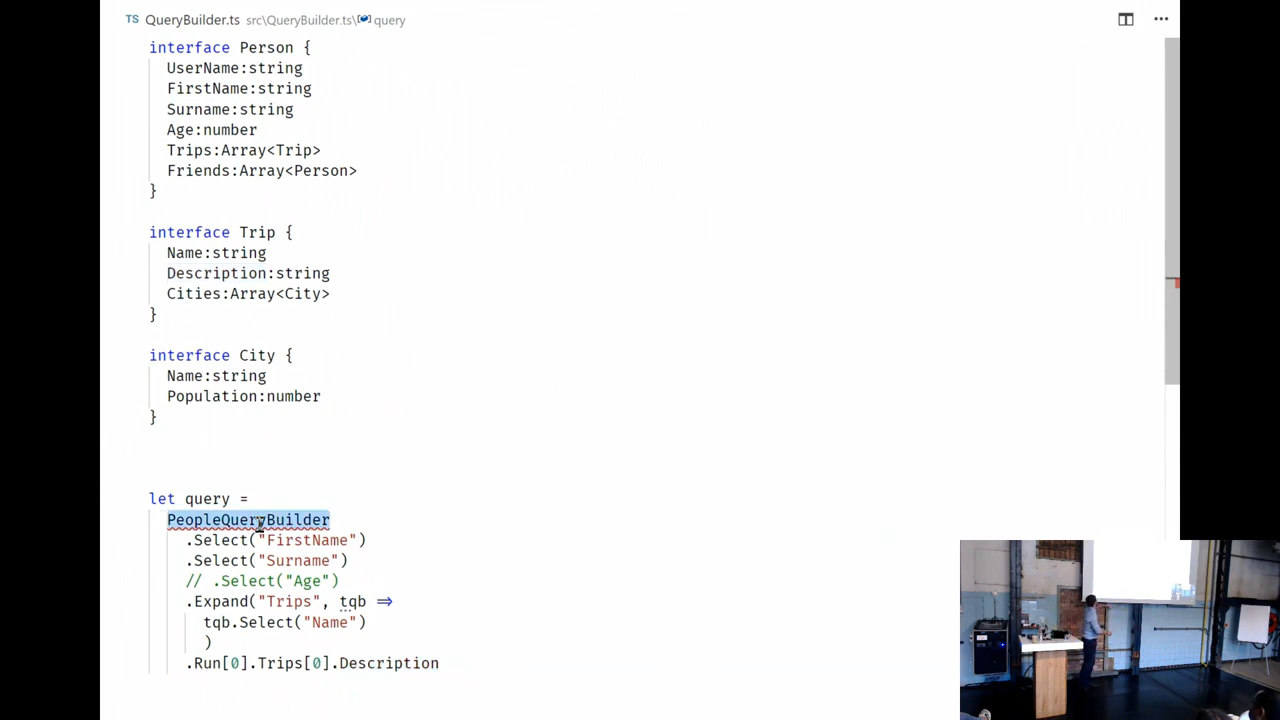 TS QueryBuilder.ts src\QueryBuilder.ts\ query
interface Person {
UserName:string
FirstName:string
Surname:string
Age:number
Trips:Array<Trip>
Friends:Array<Person>
}
interface Trip {
Name:string
Description:string
Cities:Array<City>
}
interface City {
Name:string
Population:number
}
let query =
PeopleQueryBuilder
.Select("FirstName")
.Select("Surname")
// .Select("Age")
.Expand("Trips", tqb ⇒
tqb.Select("Name")
)
.Run[0].Trips[0].Description